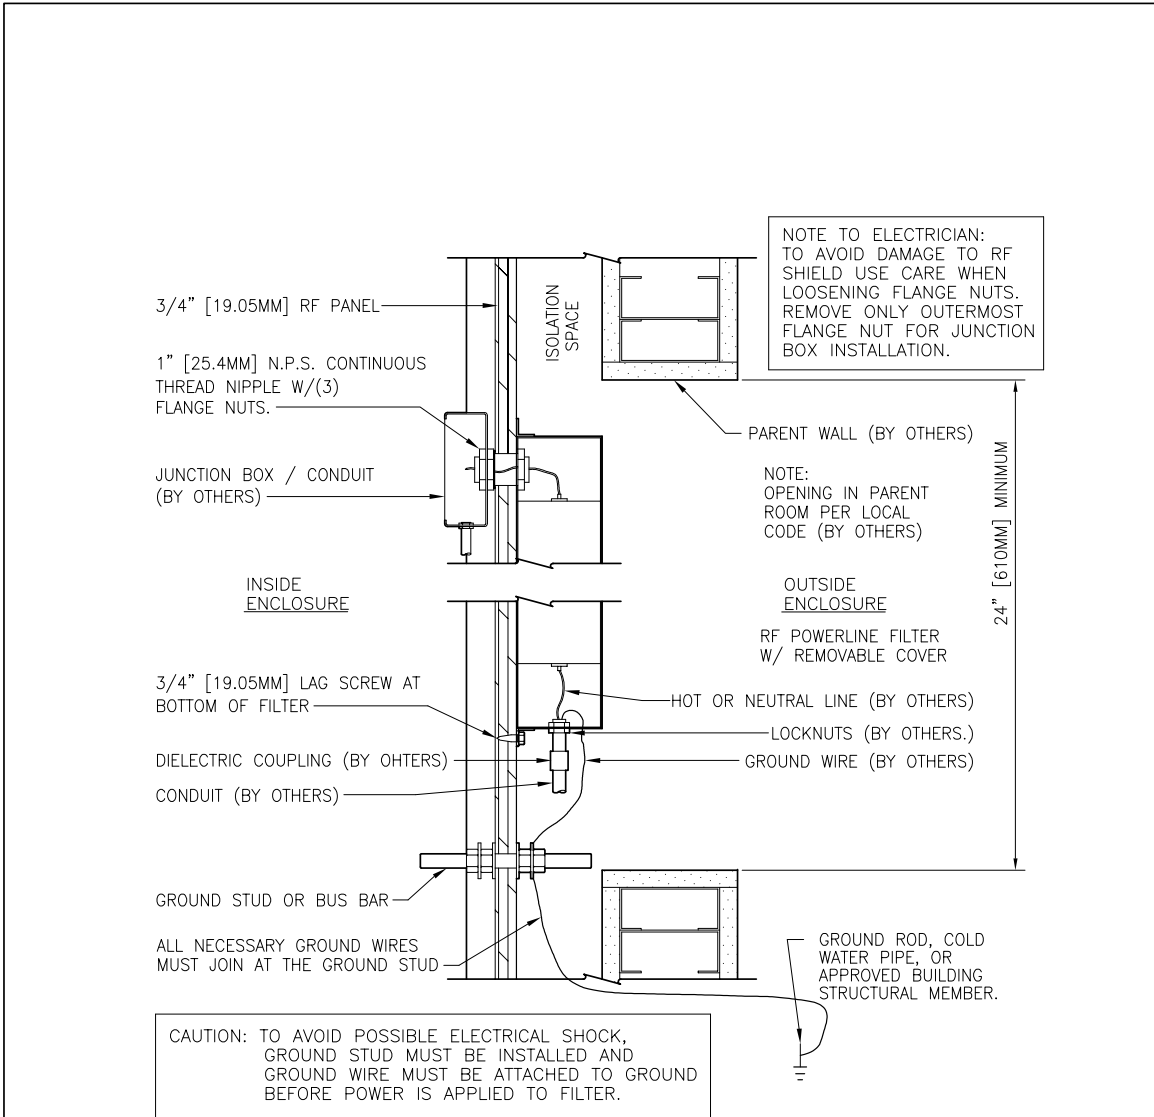 NOTE TO ELECTRICIAN:
TO AVOID DAMAGE TO RF
SHIELD USE CARE WHEN
LOOSENING FLANGE NUTS.
REMOVE ONLY OUTERMOST
FLANGE NUT FOR JUNCTION
BOX INSTALLATION.
3/4" [19.05MM] RF PANEL
ISOLATION
SPACE
1" [25.4MM] N.P.S. CONTINUOUS
THREAD NIPPLE W/(3)
FLANGE NUTS.
PARENT WALL (BY OTHERS)
JUNCTION BOX / CONDUIT
(BY OTHERS)
NOTE:
OPENING IN PARENT
ROOM PER LOCAL
CODE (BY OTHERS)
24" [610MM] MINIMUM
INSIDE
ENCLOSURE
OUTSIDE
ENCLOSURE
RF POWERLINE FILTER
W/ REMOVABLE COVER
3/4" [19.05MM] LAG SCREW AT
BOTTOM OF FILTER
HOT OR NEUTRAL LINE (BY OTHERS)
LOCKNUTS (BY OTHERS.)
DIELECTRIC COUPLING (BY OHTERS)
GROUND WIRE (BY OTHERS)
CONDUIT (BY OTHERS)
GROUND STUD OR BUS BAR
ALL NECESSARY GROUND WIRES
MUST JOIN AT THE GROUND STUD
GROUND ROD, COLD
WATER PIPE, OR
APPROVED BUILDING
STRUCTURAL MEMBER.
CAUTION: TO AVOID POSSIBLE ELECTRICAL SHOCK,
GROUND STUD MUST BE INSTALLED AND
GROUND WIRE MUST BE ATTACHED TO GROUND
BEFORE POWER IS APPLIED TO FILTER.